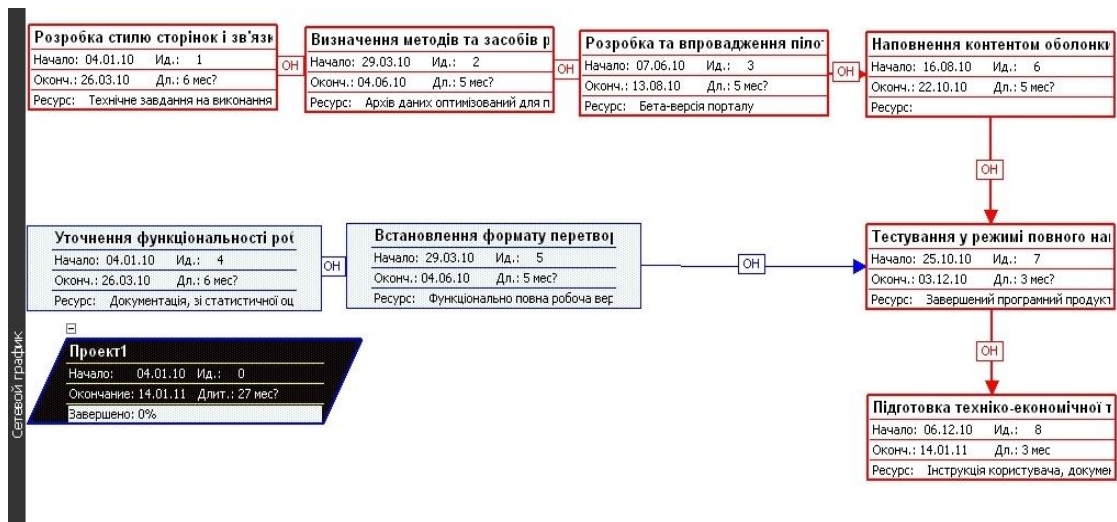 Розробка стилю сторінок і зв'язк
Начало: 04.01.10 Ид.: 1
Оконч.: 26.03.10 Дл.: 6 мес?
Ресурс: Технічне завдання на виконання
ОН
Визначення методів та засобів р
Начало: 29.03.10 Ид.: 2
Оконч.: 04.06.10 Дл.: 5 мес?
Ресурс: Архів даних оптимізований для п
ОН
Розробка та впровадження пілот
Начало: 07.06.10 Ид.: 3
Оконч.: 13.08.10 Дл.: 5 мес?
Ресурс: Бета-версія порталу
ОН
Наповнення контентом оболонки
Начало: 16.08.10 Ид.: 6
Оконч.: 22.10.10 Дл.: 5 мес?
Ресурс:
ОН
Уточнення функціональності роб
Начало: 04.01.10 Ид.: 4
Оконч.: 26.03.10 Дл.: 6 мес?
Ресурс: Документація, зі статистичної оц
ОН
Встановлення формату перетвор
Начало: 29.03.10 Ид.: 5
Оконч.: 04.06.10 Дл.: 5 мес?
Ресурс: Функціонально повна робоча вер
ОН
Тестування у режимі повного на
Начало: 25.10.10 Ид.: 7
Оконч.: 03.12.10 Дл.: 3 мес?
Ресурс: Завершений програмний продукт
ОН
Проект1
Начало: 04.01.10 Ид.: 0
Окончание: 14.01.11 Длит.: 27 мес?
Завершено: 0%
Підготовка техніко-економічної т
Начало: 06.12.10 Ид.: 8
Оконч.: 14.01.11 Дл.: 3 мес
Ресурс: Інструкція користувача, докумен
Сетевой график